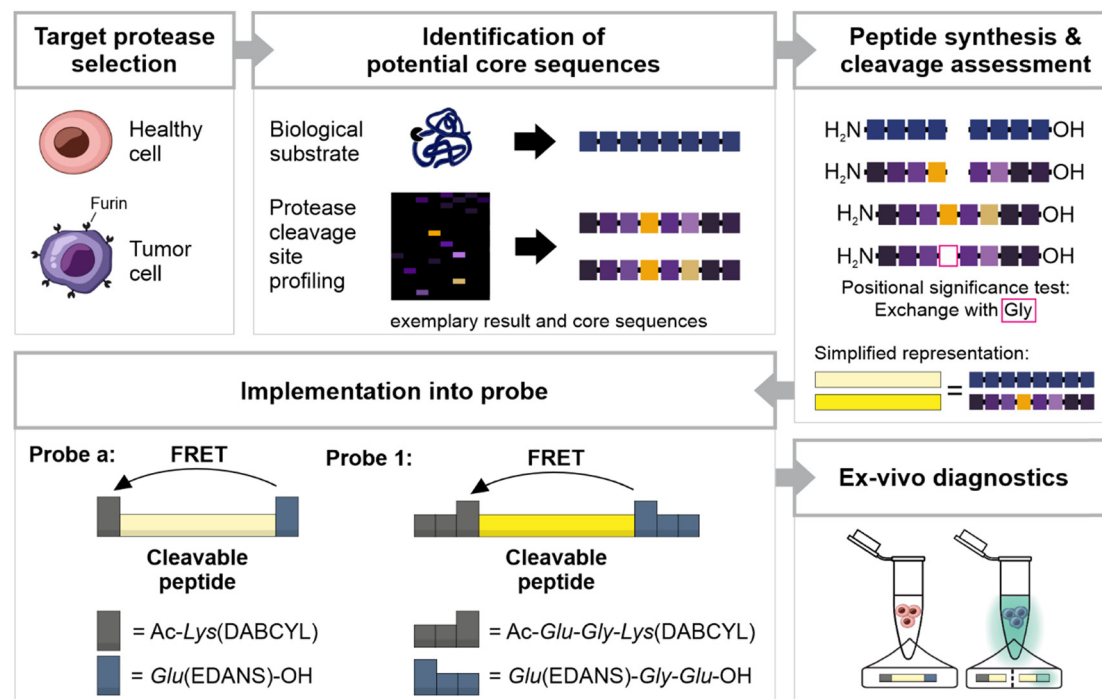 Target protease
selection
Healthy
cell
Furin
Tumor
cell
Identification of
potential core sequences
Biological
substrate
Protease
cleavage
site
profiling
exemplary result and core sequences
Peptide synthesis &
cleavage assessment
H₂N OH
H₂N OH
H₂N OH
H₂N OH
Positional significance test:
Exchange with Gly
Simplified representation:
=
Implementation into probe
Probe a: FRET
Cleavable
peptide
= Ac-Lys(DABCYL)
= Glu(EDANS)-OH
Probe 1: FRET
Cleavable
peptide
= Ac-Glu-Gly-Lys(DABCYL)
= Glu(EDANS)-Gly-Glu-OH
Ex-vivo diagnostics